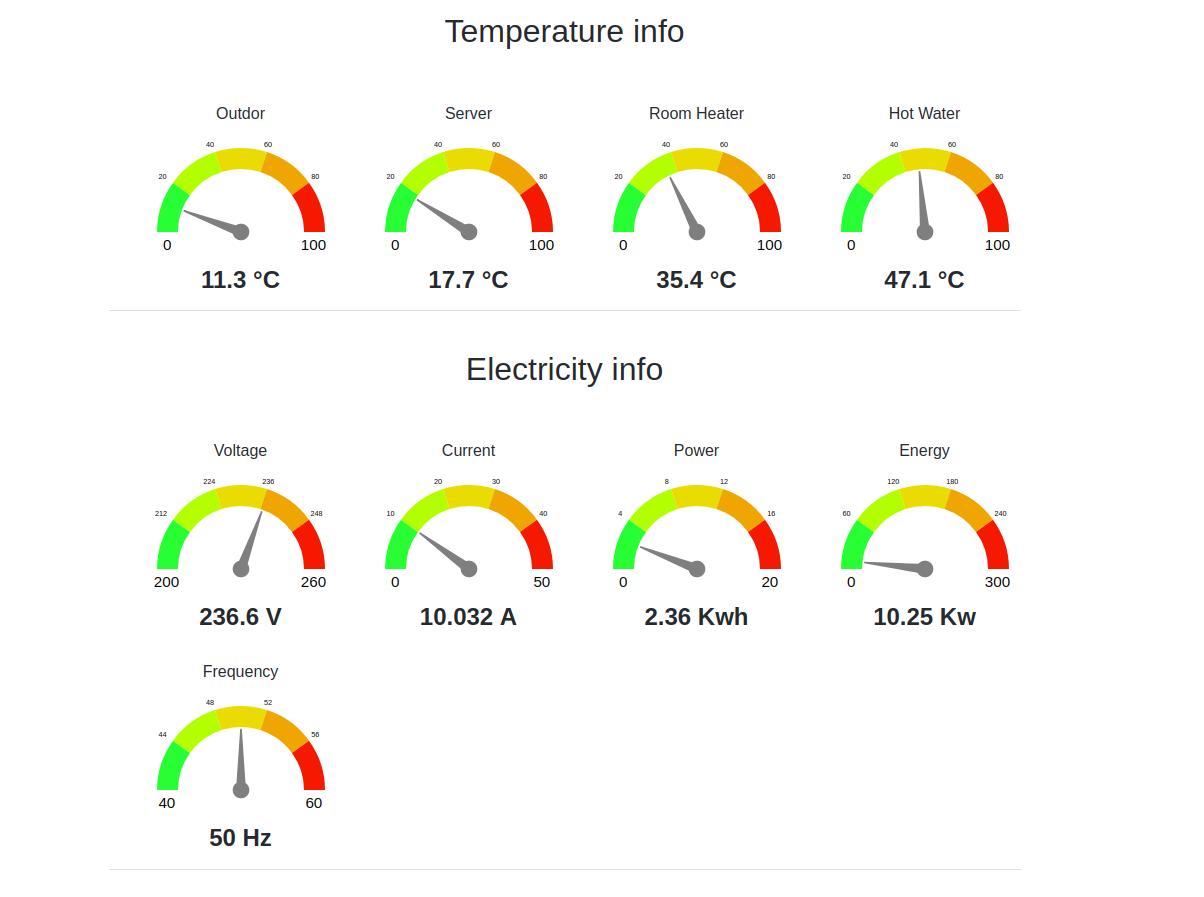 Temperature info
Outdor
Server
Room Heater
Hot Water
40 60
40 60
40 60
40 60
20 80
20 80
20 80
20 80
0 100
0 100
0 100
0 100
11.3 °C
17.7 °C
35.4 °C
47.1 °C
Electricity info
Voltage
Current
Power
Energy
224 236
20 30
8 12
120 180
212 248
10 40
4 16
60 240
200 260
0 50
0 20
0 300
236.6 V
10.032 A
2.36 Kwh
10.25 Kw
Frequency
48 52
44 56
40 60
50 Hz